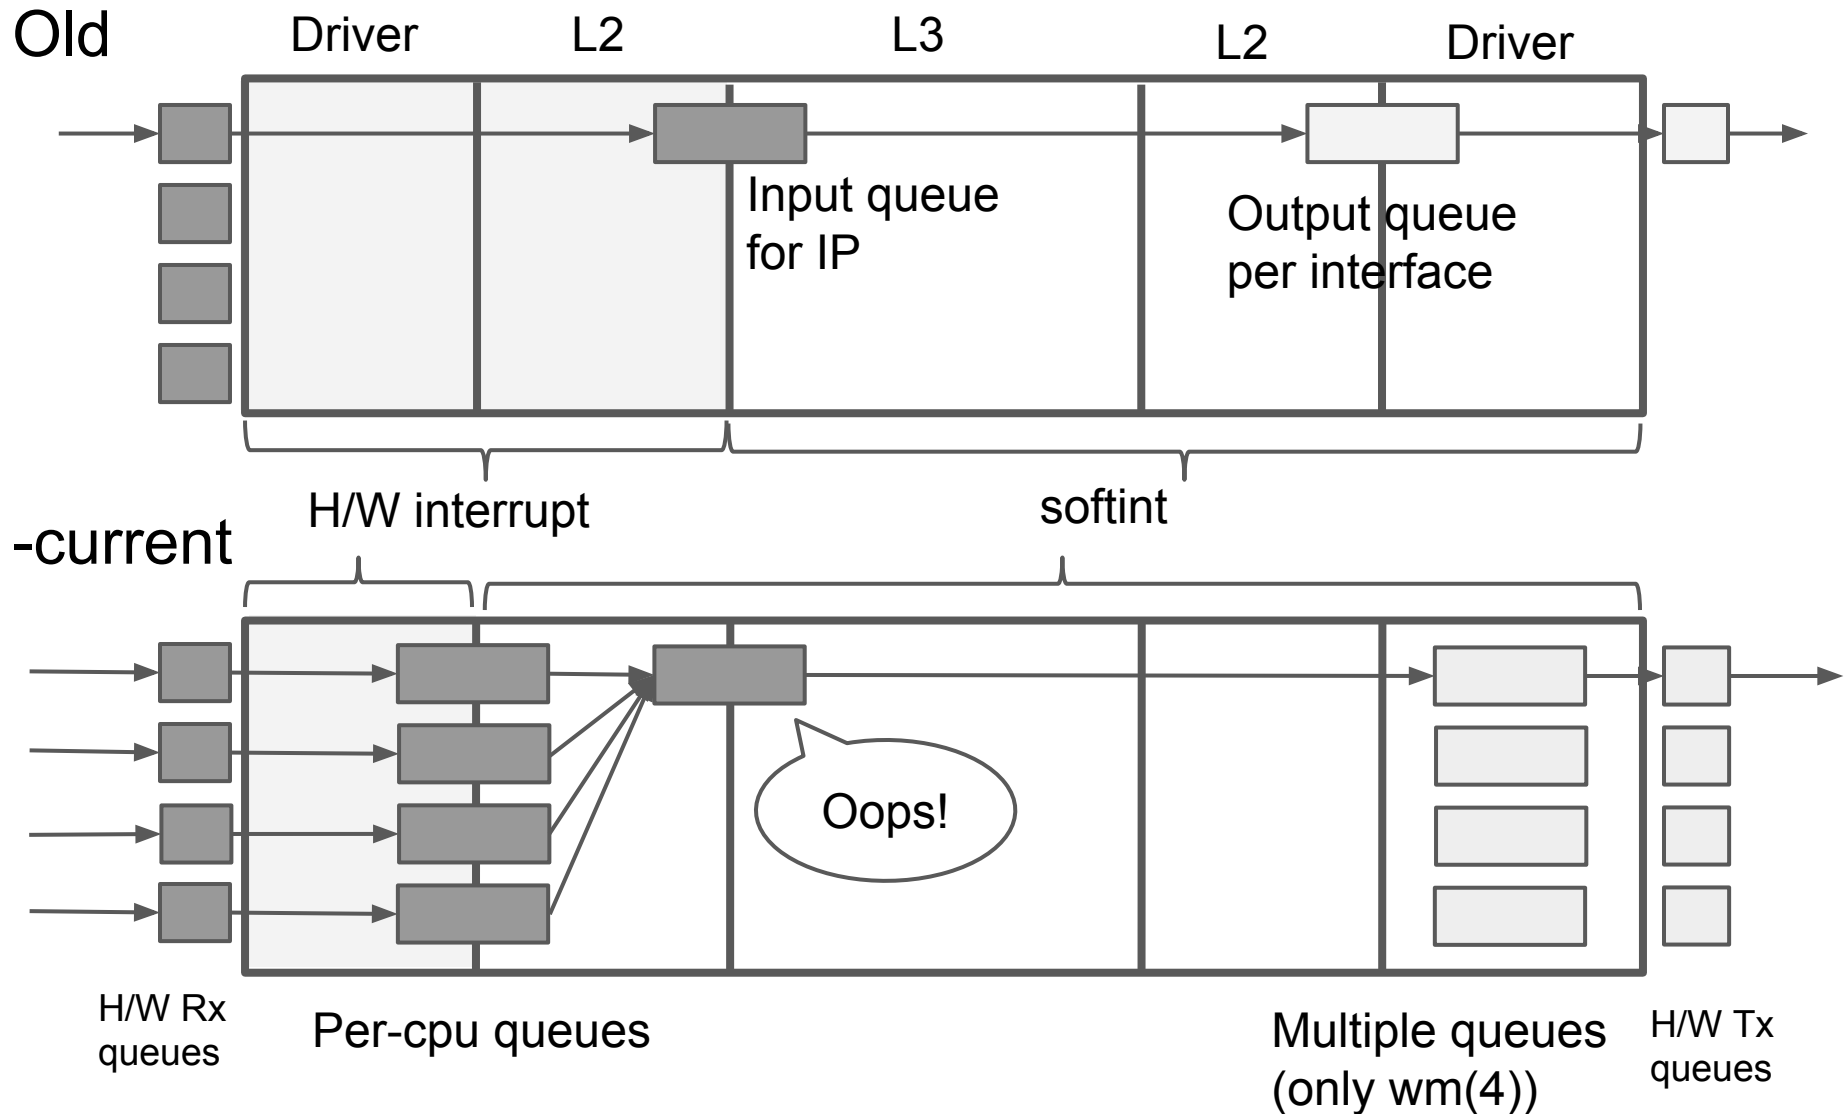 Old
Driver
L2
L3
L2
Driver
Input queue
for IP
Output queue
per interface
H/W interrupt
softint
-current
Oops!
H/W Rx
queues
Per-cpu queues
Multiple queues
(only wm(4))
H/W Tx
queues